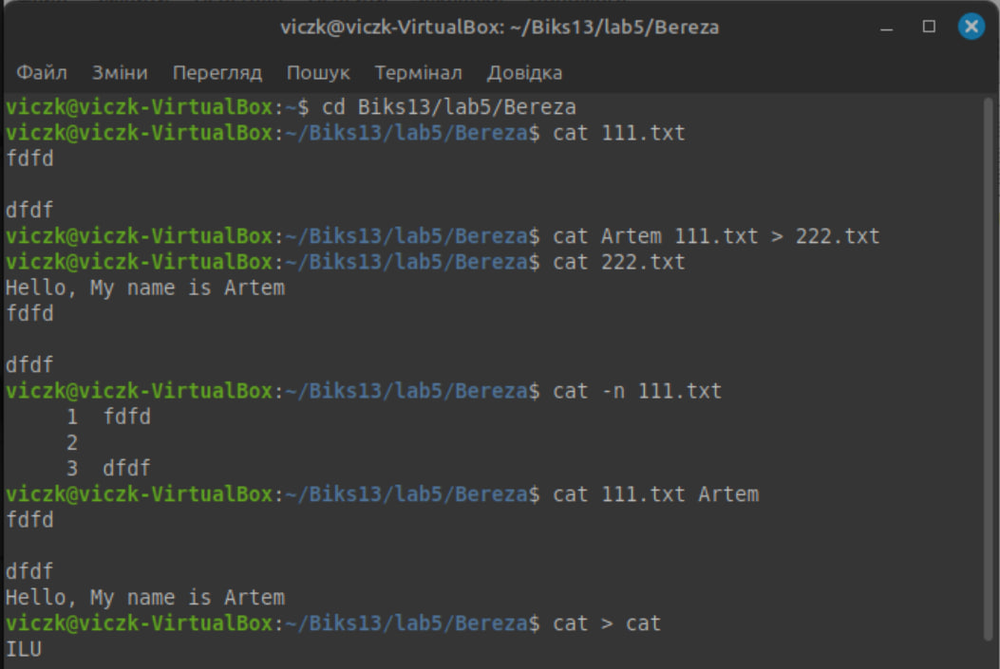 viczk@viczk-VirtualBox: ~/Biks13/lab5/Bereza
Файл Зміни Перегляд Пошук Термінал Довідка
viczk@viczk-VirtualBox:~$ cd Biks13/lab5/Bereza
viczk@viczk-VirtualBox:~/Biks13/lab5/Bereza$ cat 111.txt
fdfd

dfdf
viczk@viczk-VirtualBox:~/Biks13/lab5/Bereza$ cat Artem 111.txt > 222.txt
viczk@viczk-VirtualBox:~/Biks13/lab5/Bereza$ cat 222.txt
Hello, My name is Artem
fdfd

dfdf
viczk@viczk-VirtualBox:~/Biks13/lab5/Bereza$ cat -n 111.txt
     1  fdfd
     2
     3  dfdf
viczk@viczk-VirtualBox:~/Biks13/lab5/Bereza$ cat 111.txt Artem
fdfd

dfdf
Hello, My name is Artem
viczk@viczk-VirtualBox:~/Biks13/lab5/Bereza$ cat > cat
ILU